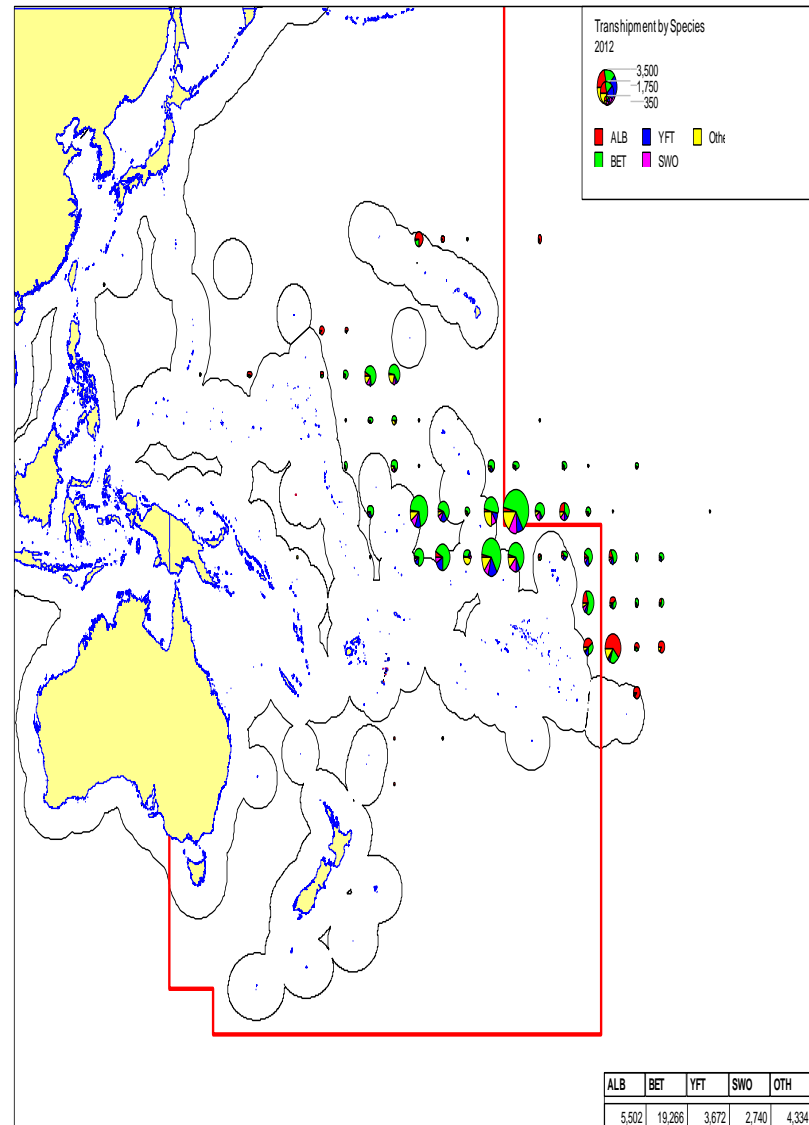 Transhipment by Species
2012
3,500
1,750
350
ALB YFT Othe
BET SWO
ALB BET YFT SWO OTH
5,502 19,266 3,672 2,740 4,334